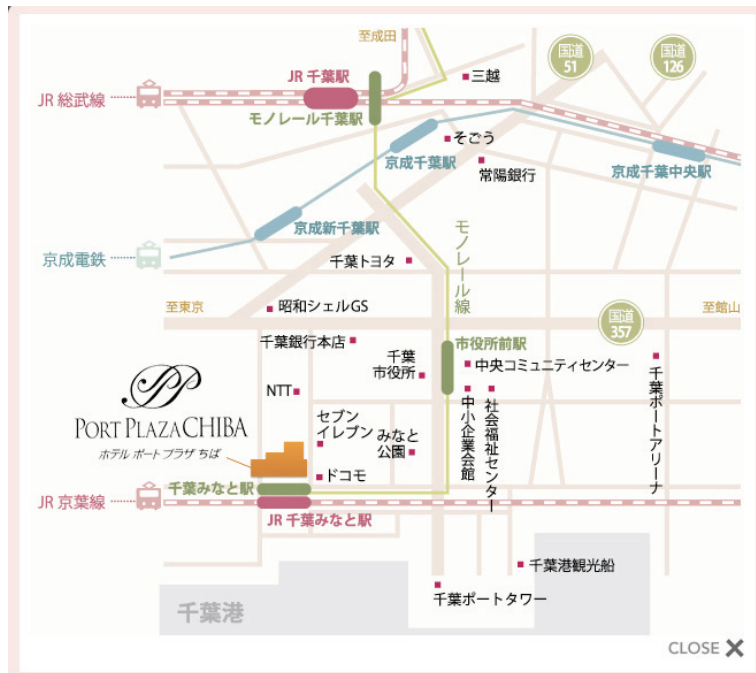 至成田
国道
51
国道
126
JR 千葉駅
三越
JR 総武線
モノレール千葉駅
そごう
京成千葉駅
京成千葉中央駅
常陽銀行
京成新千葉駅
モノレール線
京成電鉄
千葉トヨタ
至東京
昭和シェルGS
国道
357
至館山
千葉銀行本店
市役所前駅
千葉
市役所
中央コミュニティセンター
千葉ポートアリーナ
NTT
中小企業会館
社会福祉センター
PORT PLAZA CHIBA
ホテル ポート プラザ ちば
セブン
イレブン
みなと
公園
ドコモ
千葉みなと駅
JR 京葉線
JR 千葉みなと駅
千葉港観光船
千葉ポートタワー
千葉港
CLOSE